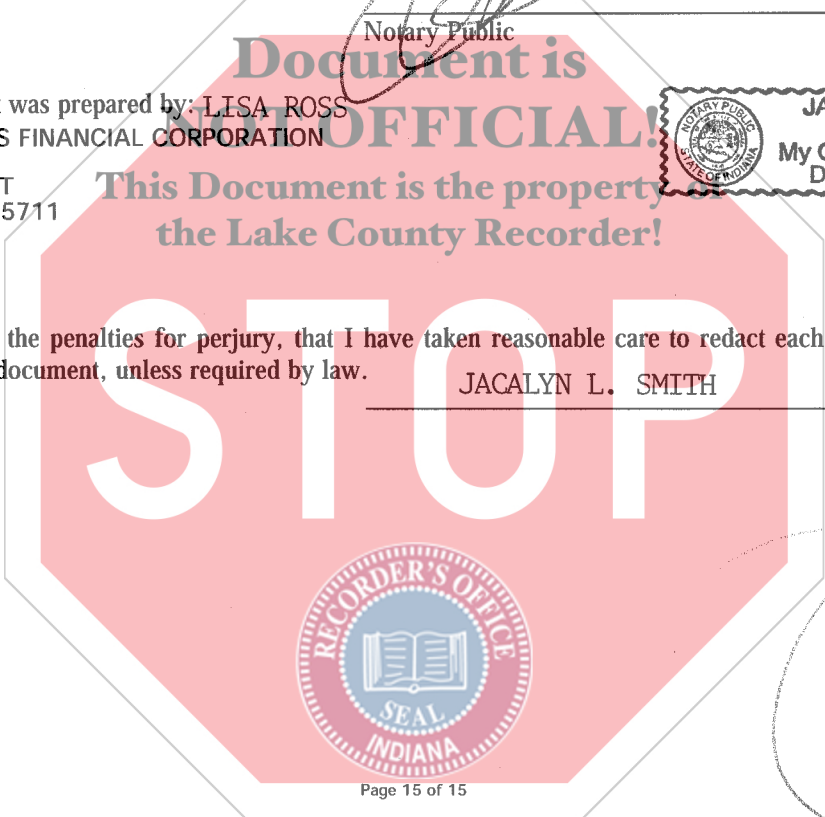 Notary Public
Document is
was prepared by: LISA ROSS
NOT OFFICIAL!
S FINANCIAL CORPORATION
NOTARY PUBLIC
STATE OF INDIANA
JA
My C
D
T
This Document is the property of
5711
the Lake County Recorder!
STOP
the penalties for perjury, that I have taken reasonable care to redact each
document, unless required by law.
JACALYN L. SMITH
RECORDER'S OFFICE
SEAL
INDIANA
Page 15 of 15